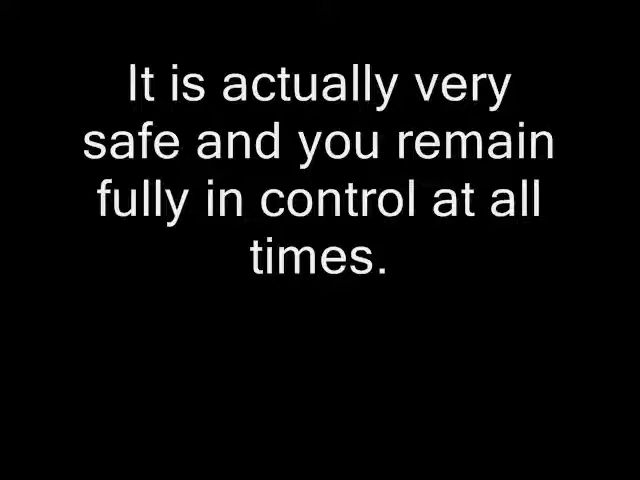 It is actually very
safe and you remain
fully in control at all
times.